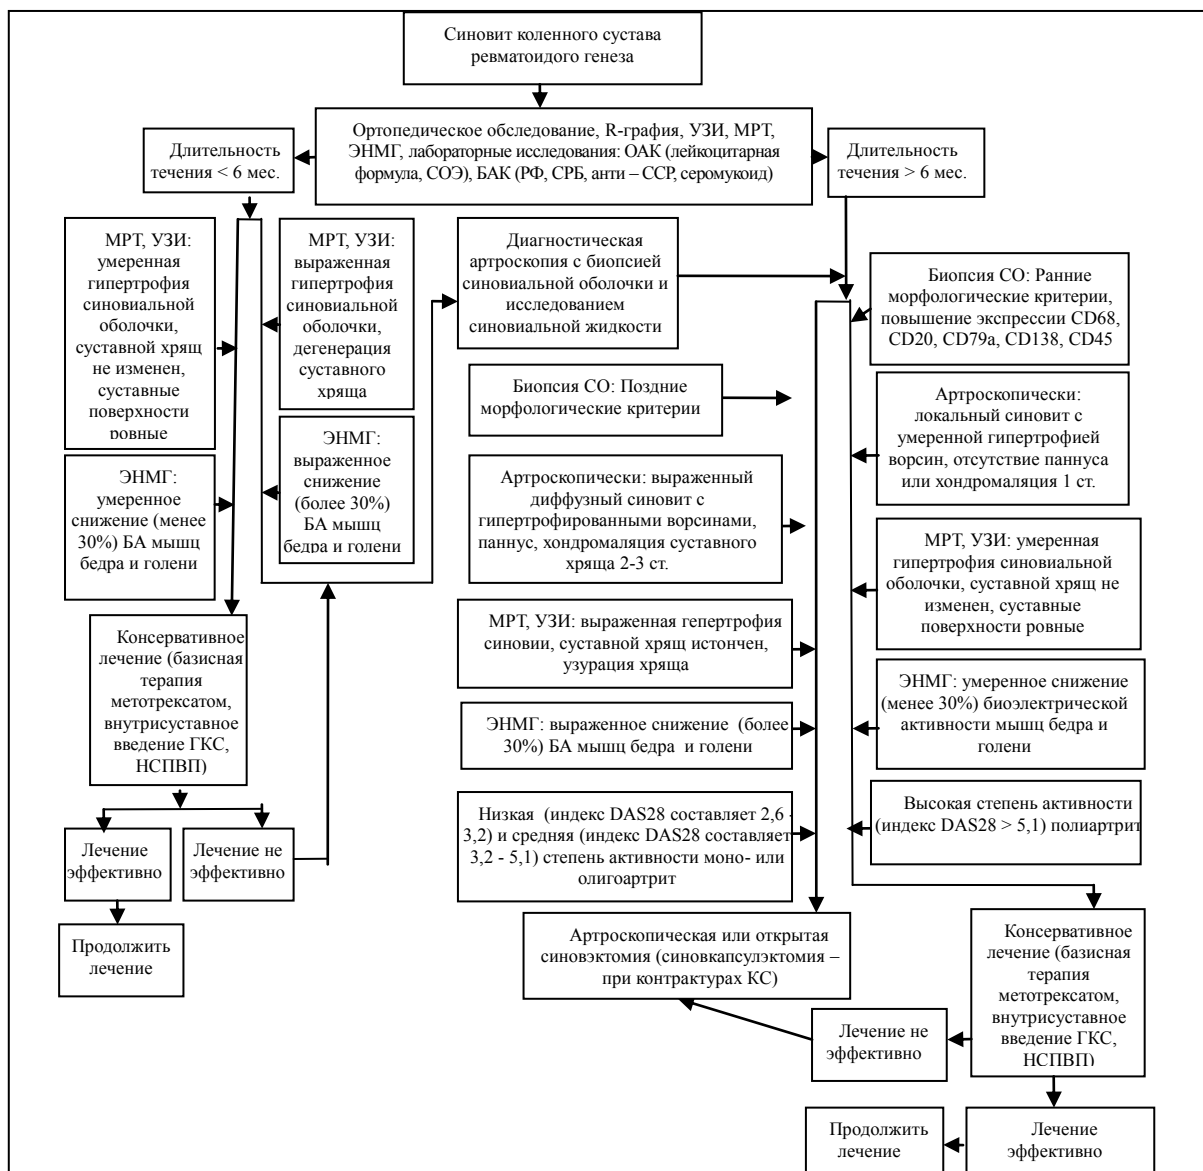 Синовит коленного сустава
ревматоидного генеза
Ортопедическое обследование, R-графия, УЗИ, МРТ,
ЭНМГ, лабораторные исследования: ОАК (лейкоцитарная
формула, СОЭ), БАК (РФ, СРБ, анти – ССР, серомукоид)
Длительность
течения < 6 мес.
Длительность
течения > 6 мес.
МРТ, УЗИ:
умеренная
гипертрофия
синовиальной
оболочки,
суставной хрящ
не изменен,
суставные
поверхности
ровные
МРТ, УЗИ:
выраженная
гипертрофия
синовиальной
оболочки,
дегенерация
суставного
хряща
ЭНМГ:
умеренное
снижение (менее
30%) БА мышц
бедра и голени
ЭНМГ:
выраженное
снижение
(более 30%)
БА мышц
бедра и голени
Консервативное
лечение (базисная
терапия
метотрексатом,
внутрисуставное
введение ГКС,
НСПВП)
Лечение
эффективно
Лечение не
эффективно
Продолжить
лечение
Диагностическая
артроскопия с биопсией
синовиальной оболочки и
исследованием
синовиальной жидкости
Биопсия СО: Поздние
морфологические критерии
Артроскопически: выраженный
диффузный синовит с
гипертрофированными ворсинами,
паннус, хондромаляция суставного
хряща 2-3 ст.
МРТ, УЗИ: выраженная гепертрофия
синовии, суставной хрящ истончен,
узурация хряща
ЭНМГ: выраженное снижение (более
30%) БА мышц бедра и голени
Низкая (индекс DAS28 составляет 2,6 -
3,2) и средняя (индекс DAS28 составляет
3,2 - 5,1) степень активности моно- или
олигоартрит
Артроскопическая или открытая
синовэктомия (синовкапсулэктомия –
при контрактурах КС)
Биопсия СО: Ранние
морфологические критерии,
повышение экспрессии CD68,
CD20, CD79a, CD138, CD45
Артроскопически:
локальный синовит с
умеренной гипертрофией
ворсин, отсутствие паннуса
или хондромаляция 1 ст.
МРТ, УЗИ: умеренная
гипертрофия синовиальной
оболочки, суставной хрящ не
изменен, суставные
поверхности ровные
ЭНМГ: умеренное снижение
(менее 30%) биоэлектрической
активности мышц бедра и
голени
Высокая степень активности
(индекс DAS28 > 5,1) полиартрит
Консервативное
лечение (базисная
терапия
метотрексатом,
внутрисуставное
введение ГКС,
НСПВП)
Лечение не
эффективно
Продолжить
лечение
Лечение
эффективно